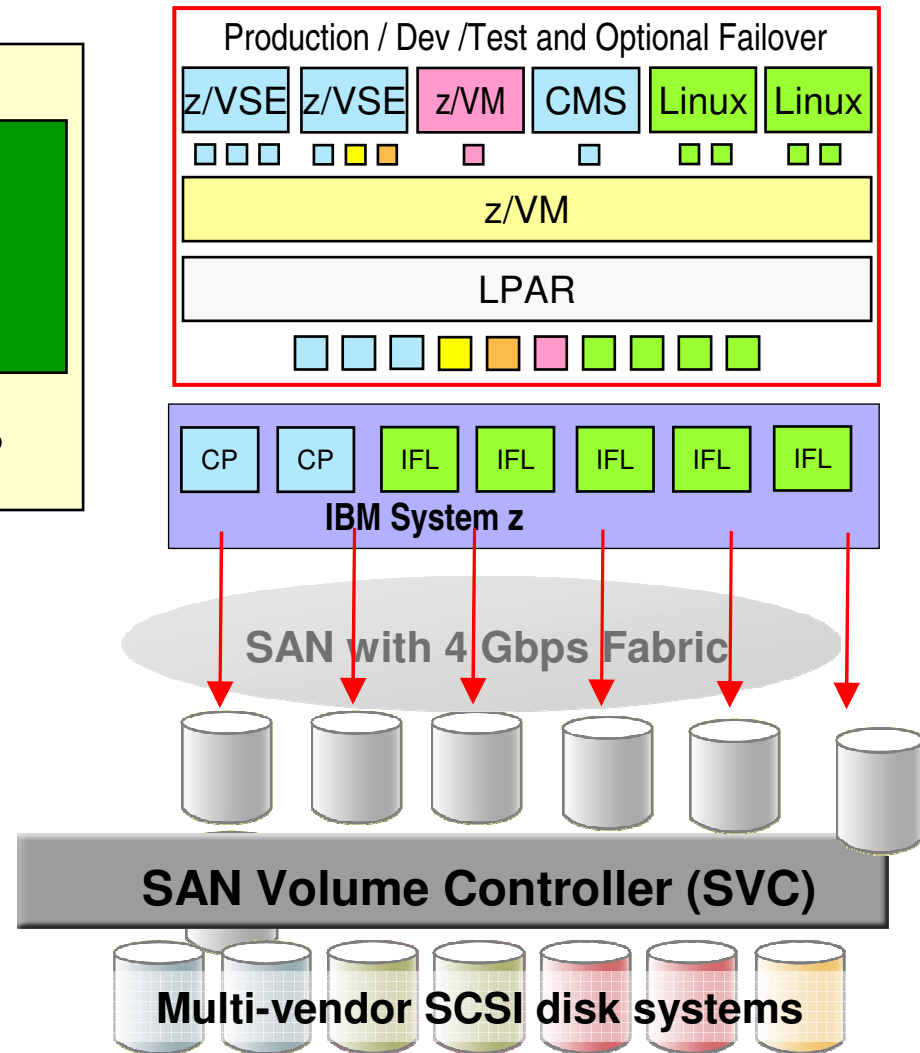 Production / Dev /Test and Optional Failover
z/VSE z/VSE z/VM CMS Linux Linux
z/VM
LPAR
CP CP IFL IFL IFL IFL IFL
IBM System z
SAN with 4 Gbps Fabric
SAN Volume Controller (SVC)
Multi-vendor SCSI disk systems